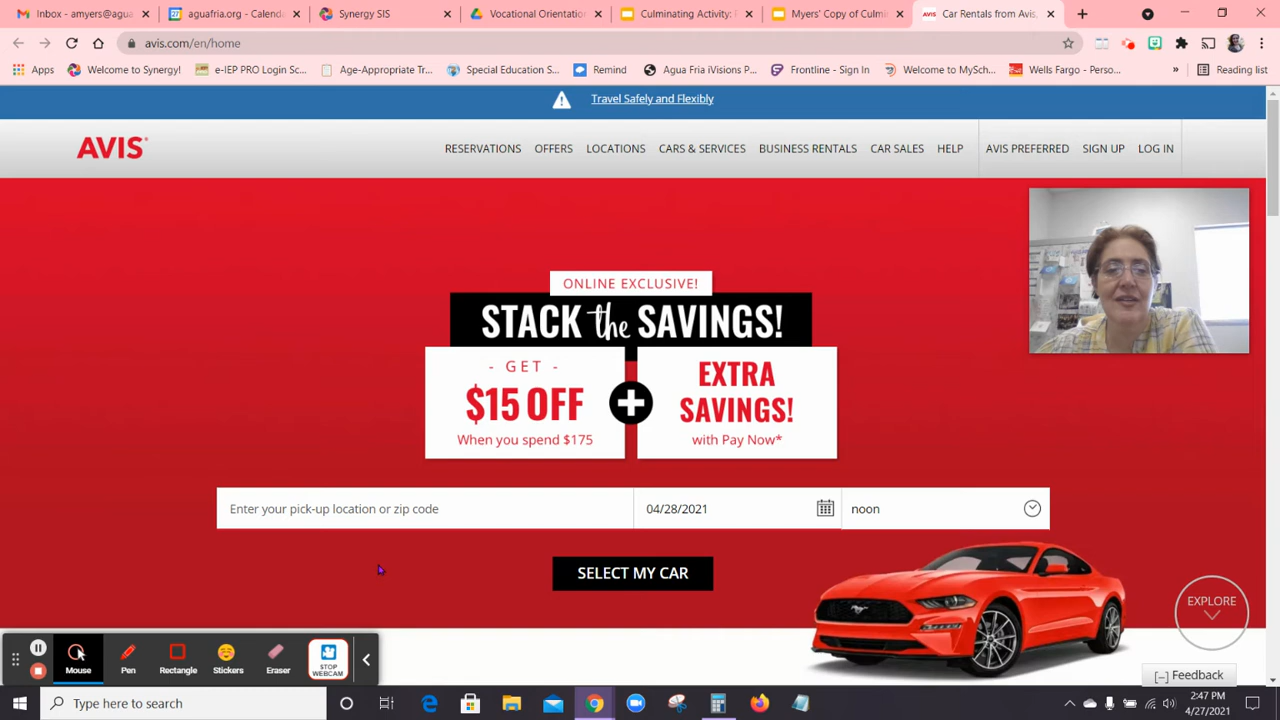 Inbox - amyers@agua
aguafria.org - Calend
Synergy SIS
Vocational Orientatio
Culminating Activity: F
Myers' Copy of Culmi
AVIS Car Rentals from Avis,
avis.com/en/home
Apps
Welcome to Synergy!
e-IEP PRO Login Sc...
Age-Appropriate Tr...
Special Education S...
Remind
Agua Fria iVisions P...
Frontline - Sign In
Welcome to MySch...
Wells Fargo - Perso...
»
Reading list
Travel Safely and Flexibly
AVIS
RESERVATIONS OFFERS LOCATIONS CARS & SERVICES BUSINESS RENTALS CAR SALES HELP AVIS PREFERRED SIGN UP LOG IN
ONLINE EXCLUSIVE!
STACK the SAVINGS!
- GET -
$15 OFF
When you spend $175
+
EXTRA
SAVINGS!
with Pay Now*
Enter your pick-up location or zip code
04/28/2021
noon
SELECT MY CAR
EXPLORE
[–] Feedback
Mouse
Pen
Rectangle
Stickers
Eraser
STOP
WEBCAM
Type here to search
2:47 PM
4/27/2021